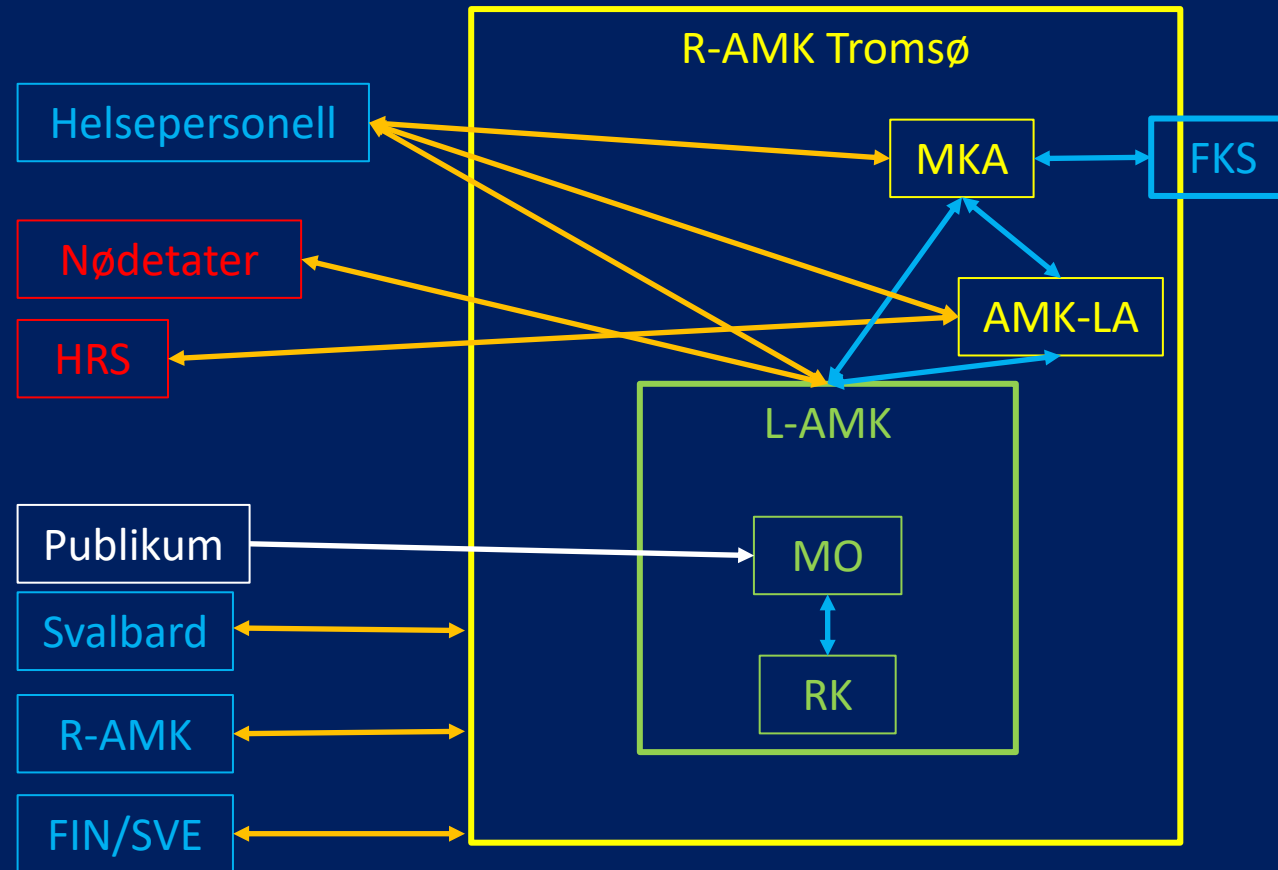 R-AMK Tromsø
Helsepersonell
MKA
FKS
Nødetater
AMK-LA
HRS
L-AMK
Publikum
MO
Svalbard
RK
R-AMK
FIN/SVE